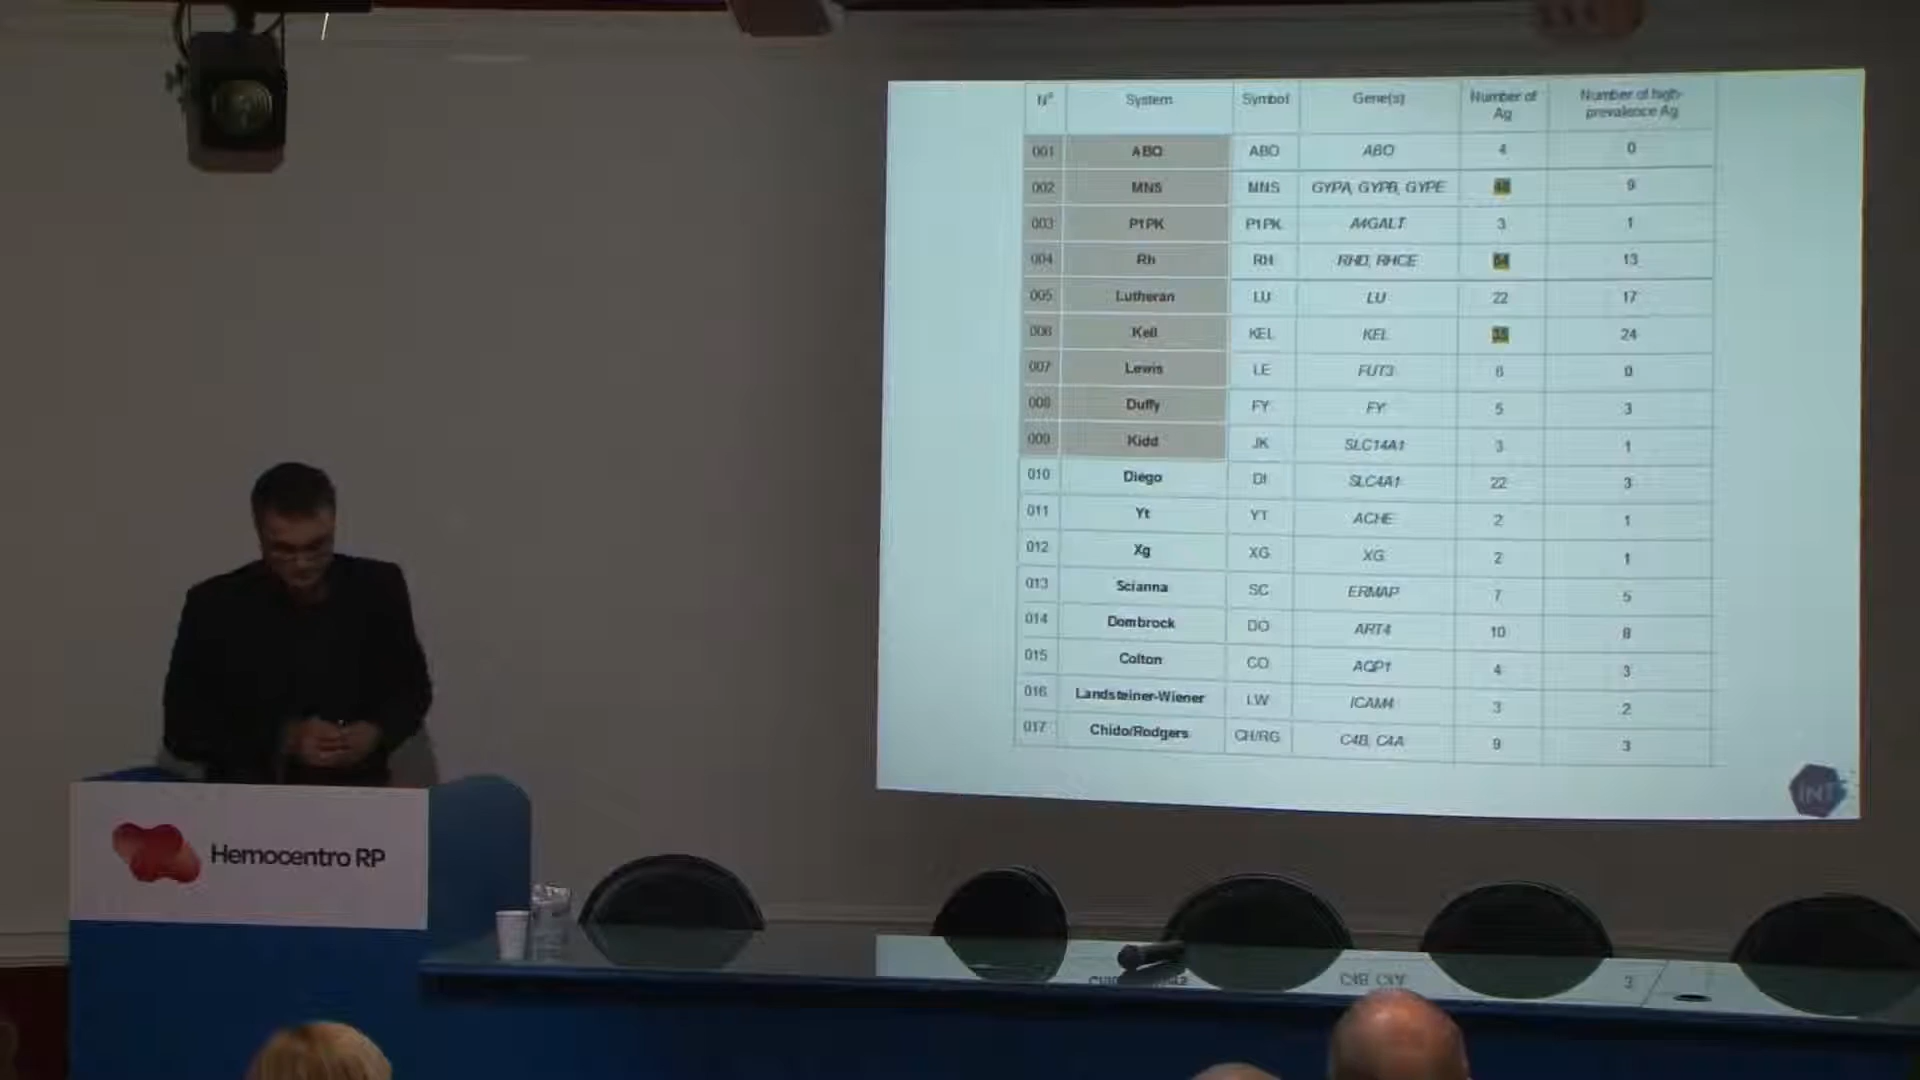 N° System Symbol Gene(s) Number of Ag Number of high-prevalence Ag
001 ABO ABO ABO 4 0
002 MNS MNS GYPA, GYPB, GYPE 48 9
003 P1PK P1PK A4GALT 3 1
004 Rh RH RHD, RHCE 54 13
005 Lutheran LU LU 22 17
006 Kell KEL KEL 35 24
007 Lewis LE FUT3 6 0
008 Duffy FY FY 5 3
009 Kidd JK SLC14A1 3 1
010 Diego DI SLC4A1 22 3
011 Yt YT ACHE 2 1
012 Xg XG XG 2 1
013 Scianna SC ERMAP 7 5
014 Dombrock DO ART4 10 8
015 Colton CO AQP1 4 3
016 Landsteiner-Wiener LW ICAM4 3 2
017 Chido/Rodgers CH/RG C4B, C4A 9 3
INT
Hemocentro RP